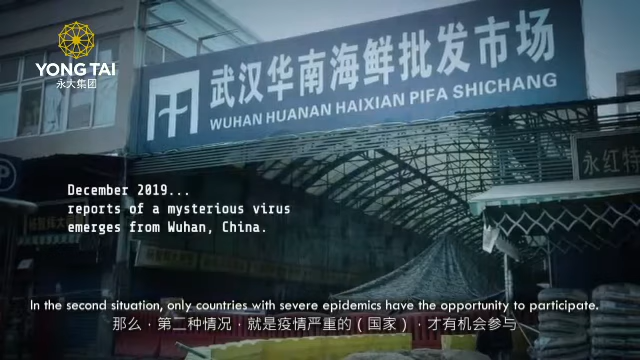 YONG TAI
永大集团
武汉华南海鲜批发市场
WUHAN HUANAN HAIXIAN PIFA SHICHANG
永红特
P
December 2019...
reports of a mysterious virus
emerges from Wuhan, China.
In the second situation, only countries with severe epidemics have the opportunity to participate.
那么，第二种情况，就是疫情严重的（国家），才有机会参与